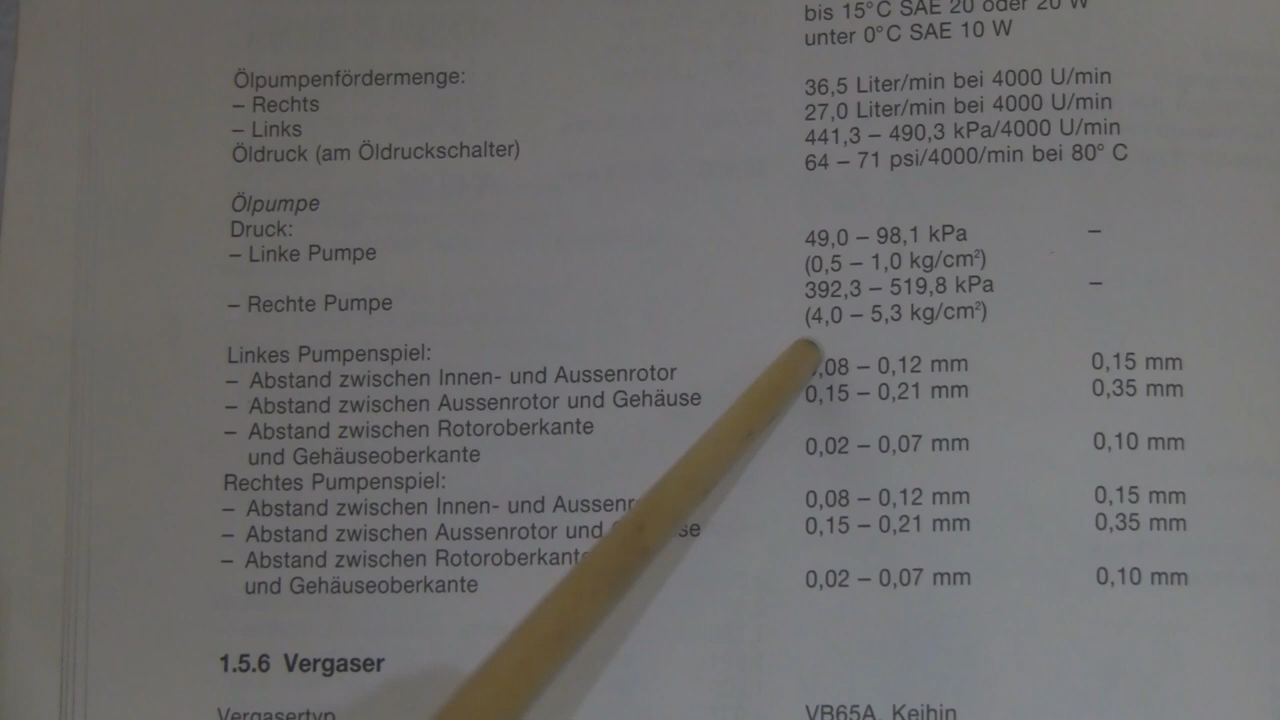 bis 15°C SAE 20 oder 20 W
unter 0°C SAE 10 W
Ölpumpenfördermenge:
– Rechts 36,5 Liter/min bei 4000 U/min
– Links 27,0 Liter/min bei 4000 U/min
Öldruck (am Öldruckschalter) 441,3 – 490,3 kPa/4000 U/min
64 – 71 psi/4000/min bei 80° C
Ölpumpe
Druck:
– Linke Pumpe 49,0 – 98,1 kPa –
(0,5 – 1,0 kg/cm²)
– Rechte Pumpe 392,3 – 519,8 kPa –
(4,0 – 5,3 kg/cm²)
Linkes Pumpenspiel:
– Abstand zwischen Innen- und Aussenrotor ,08 – 0,12 mm 0,15 mm
– Abstand zwischen Aussenrotor und Gehäuse 0,15 – 0,21 mm 0,35 mm
– Abstand zwischen Rotoroberkante
und Gehäuseoberkante 0,02 – 0,07 mm 0,10 mm
Rechtes Pumpenspiel:
– Abstand zwischen Innen- und 0,08 – 0,12 mm 0,15 mm
– Abstand zwischen Aussenrotor und 0,15 – 0,21 mm 0,35 mm
– Abstand zwischen Rotoroberkante
und Gehäuseoberkante 0,02 – 0,07 mm 0,10 mm
1.5.6 Vergaser
Vergasertyp VB65A, Keihin